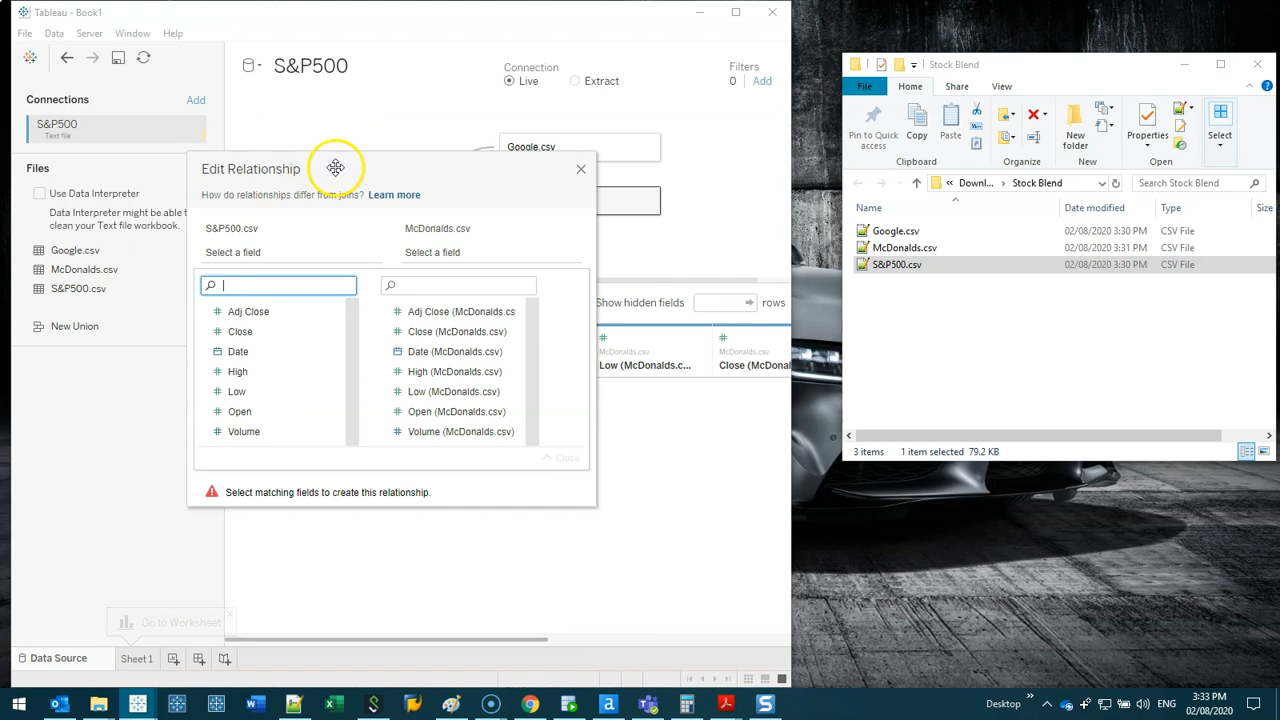 Tableau - Book1
File Data Server Window Help
S&P500
Connection
Live
Extract
Filters
0
Add
Connections
Add
S&P500
Text file
Files
Use Data Interpreter
Data Interpreter might be able t
clean your Text file workbook.
Google.csv
McDonalds.csv
S&P500.csv
New Union
Google.csv
Edit Relationship
How do relationships differ from joins? Learn more
S&P500.csv
McDonalds.csv
Select a field
Select a field
Adj Close
Adj Close (McDonalds.cs
Close
Close (McDonalds.csv)
Date
Date (McDonalds.csv)
High
High (McDonalds.csv)
Low
Low (McDonalds.csv)
Open
Open (McDonalds.csv)
Volume
Volume (McDonalds.csv)
Close
Select matching fields to create this relationship.
Show hidden fields
rows
McDonalds.csv
Low (McDonalds.c...
McDonalds.csv
Close (McDona
Go to Worksheet
Data Source
Sheet 1
Stock Blend
File
Home
Share
View
Pin to Quick
access
Copy
Paste
New
Folder
Properties
Select
Clipboard
Organize
New
Open
« Downl... › Stock Blend
Search Stock Blend
Name
Date modified
Type
Size
Google.csv
02/08/2020 3:30 PM
CSV File
McDonalds.csv
02/08/2020 3:31 PM
CSV File
S&P500.csv
02/08/2020 3:30 PM
CSV File
3 items
1 item selected 79.2 KB
Desktop
ENG
3:33 PM
02/08/2020